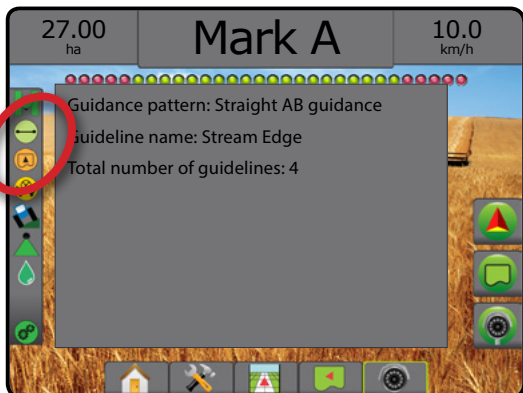 27.00
ha
Mark A
10.0
km/h
Guidance pattern: Straight AB guidance
Guideline name: Stream Edge
Total number of guidelines: 4